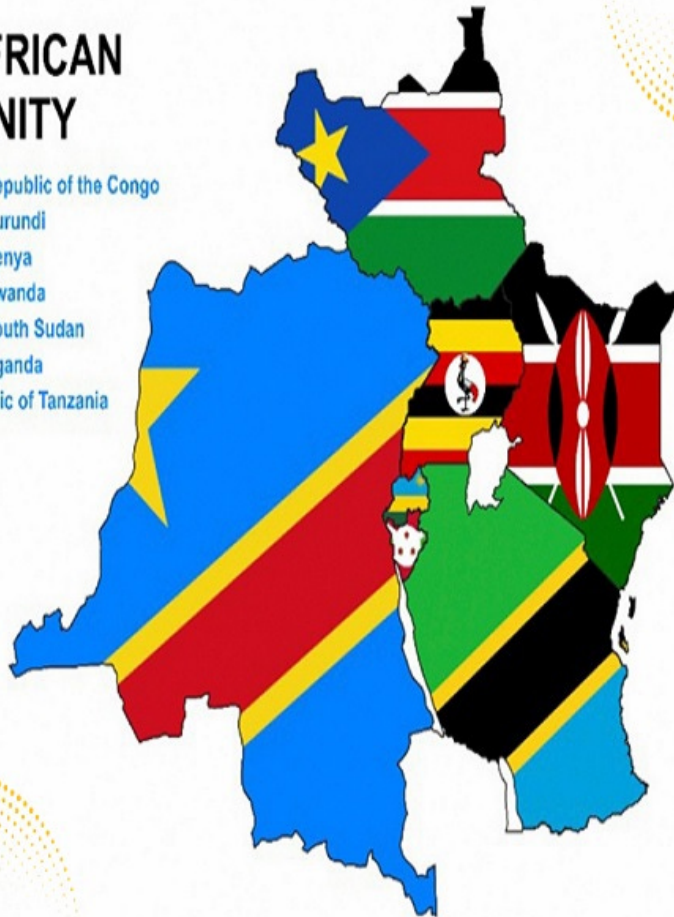 FRICAN
NITY
epublic of the Congo
urundi
enya
wanda
outh Sudan
ganda
ic of Tanzania